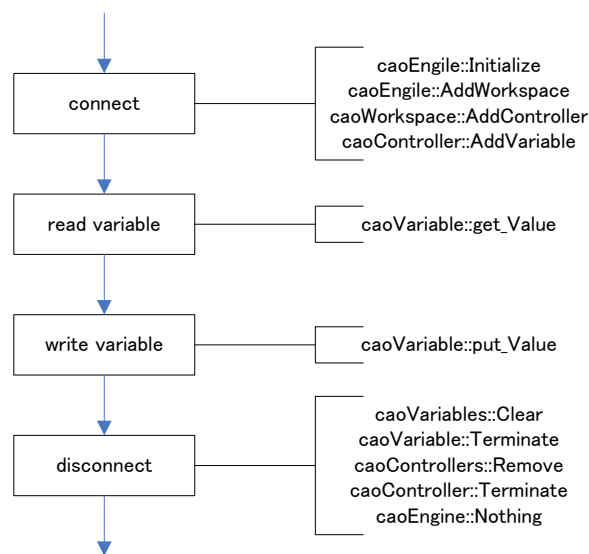 connect
caoEngile::Initialize
caoEngile::AddWorkspace
caoWorkspace::AddController
caoController::AddVariable
read variable
caoVariable::get_Value
write variable
caoVariable::put_Value
disconnect
caoVariables::Clear
caoVariable::Terminate
caoControllers::Remove
caoController::Terminate
caoEngine::Nothing